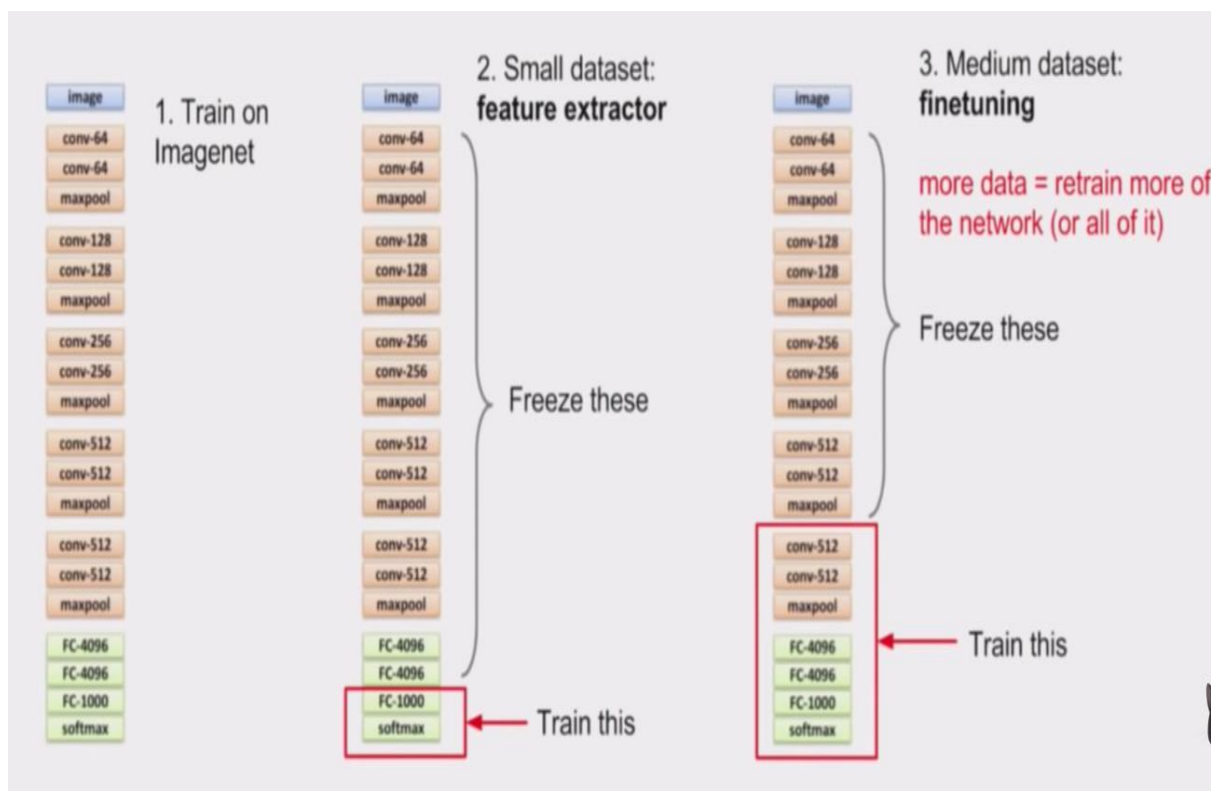 image
conv-64
conv-64
maxpool
conv-128
conv-128
maxpool
conv-256
conv-256
maxpool
conv-512
conv-512
maxpool
conv-512
conv-512
maxpool
FC-4096
FC-4096
FC-1000
softmax
1. Train on
Imagenet
image
conv-64
conv-64
maxpool
conv-128
conv-128
maxpool
conv-256
conv-256
maxpool
conv-512
conv-512
maxpool
conv-512
conv-512
maxpool
FC-4096
FC-4096
FC-1000
softmax
2. Small dataset:
feature extractor
Freeze these
Train this
image
conv-64
conv-64
maxpool
conv-128
conv-128
maxpool
conv-256
conv-256
maxpool
conv-512
conv-512
maxpool
conv-512
conv-512
maxpool
FC-4096
FC-4096
FC-1000
softmax
3. Medium dataset:
finetuning
more data = retrain more of
the network (or all of it)
Freeze these
Train this